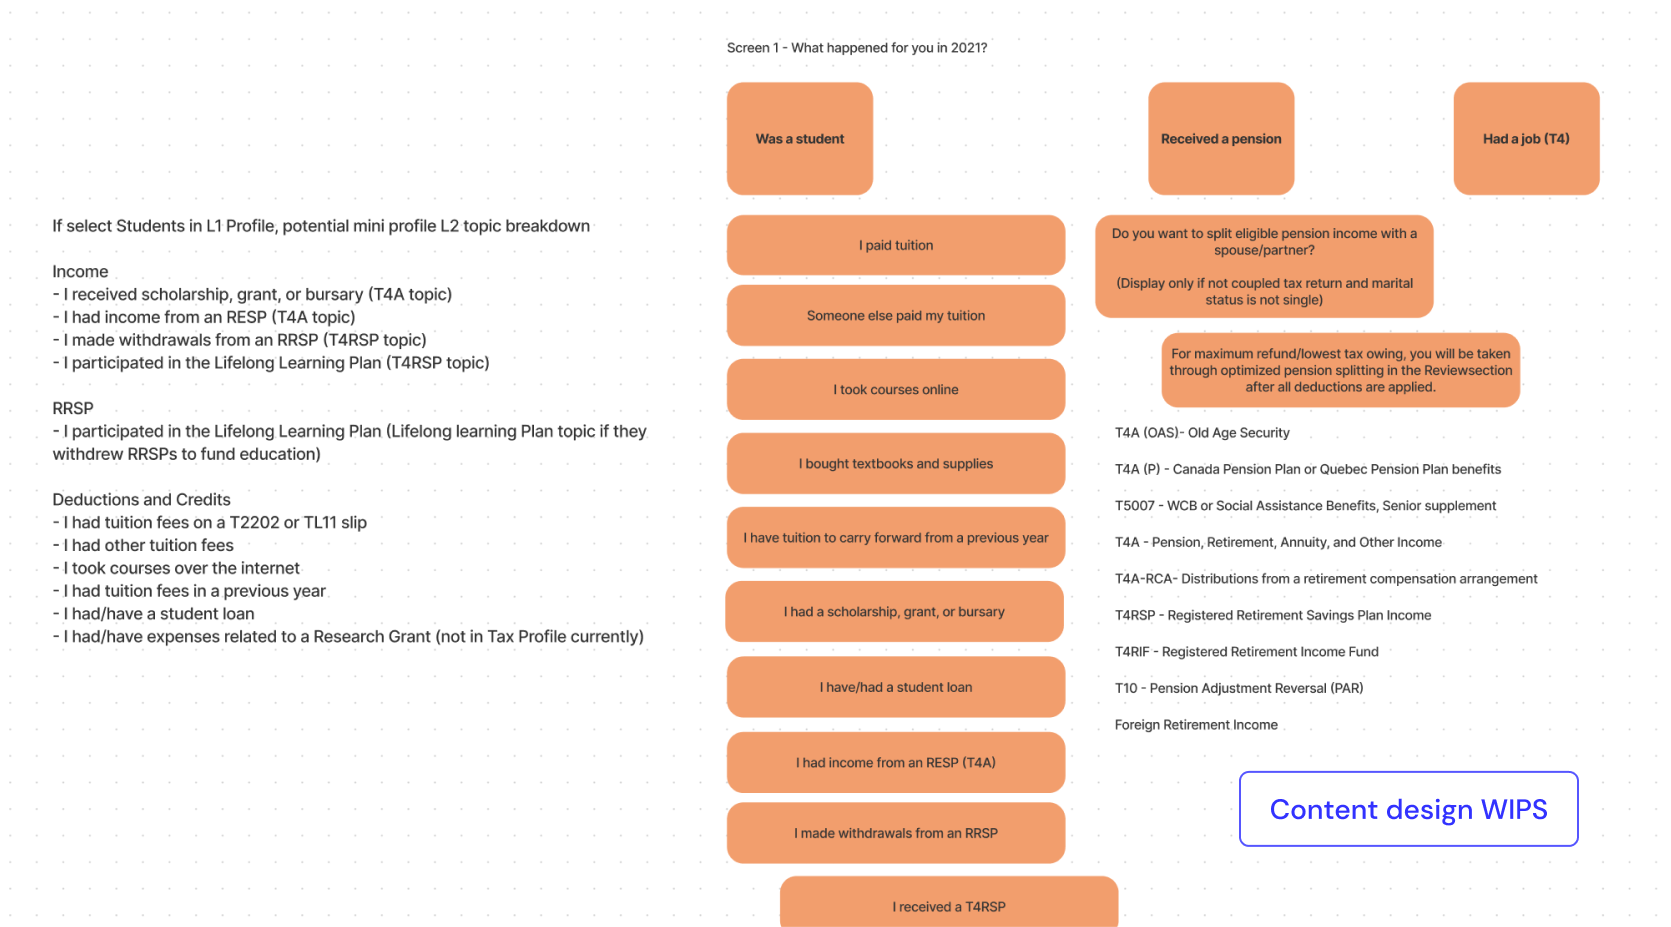 Screen 1 - What happened for you in 2021?
Was a student
Received a pension
Had a job (T4)
If select Students in L1 Profile, potential mini profile L2 topic breakdown
Income
- I received scholarship, grant, or bursary (T4A topic)
- I had income from an RESP (T4A topic)
- I made withdrawals from an RRSP (T4RSP topic)
- I participated in the Lifelong Learning Plan (T4RSP topic)
RRSP
- I participated in the Lifelong Learning Plan (Lifelong learning Plan topic if they
withdrew RRSPs to fund education)
Deductions and Credits
- I had tuition fees on a T2202 or TL11 slip
- I had other tuition fees
- I took courses over the internet
- I had tuition fees in a previous year
- I had/have a student loan
- I had/have expenses related to a Research Grant (not in Tax Profile currently)
I paid tuition
Someone else paid my tuition
I took courses online
I bought textbooks and supplies
I have tuition to carry forward from a previous year
I had a scholarship, grant, or bursary
I have/had a student loan
I had income from an RESP (T4A)
I made withdrawals from an RRSP
I received a T4RSP
Do you want to split eligible pension income with a
spouse/partner?
(Display only if not coupled tax return and marital
status is not single)
For maximum refund/lowest tax owing, you will be taken
through optimized pension splitting in the Reviewsection
after all deductions are applied.
T4A (OAS)- Old Age Security
T4A (P) - Canada Pension Plan or Quebec Pension Plan benefits
T5007 - WCB or Social Assistance Benefits, Senior supplement
T4A - Pension, Retirement, Annuity, and Other Income
T4A-RCA- Distributions from a retirement compensation arrangement
T4RSP - Registered Retirement Savings Plan Income
T4RIF - Registered Retirement Income Fund
T10 - Pension Adjustment Reversal (PAR)
Foreign Retirement Income
Content design WIPS